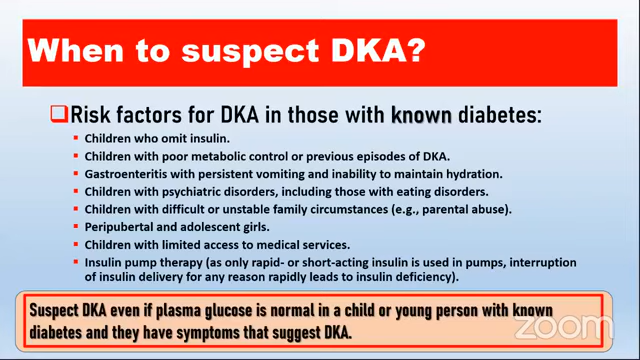 When to suspect DKA?
Risk factors for DKA in those with known diabetes:
Children who omit insulin.
Children with poor metabolic control or previous episodes of DKA.
Gastroenteritis with persistent vomiting and inability to maintain hydration.
Children with psychiatric disorders, including those with eating disorders.
Children with difficult or unstable family circumstances (e.g., parental abuse).
Peripubertal and adolescent girls.
Children with limited access to medical services.
Insulin pump therapy (as only rapid- or short-acting insulin is used in pumps, interruption
of insulin delivery for any reason rapidly leads to insulin deficiency).
Suspect DKA even if plasma glucose is normal in a child or young person with known
diabetes and they have symptoms that suggest DKA.
zoom